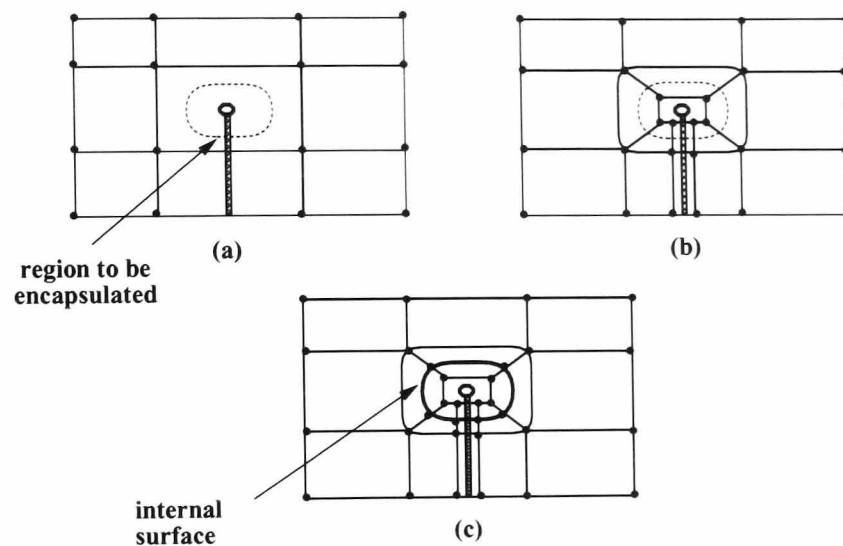 (a)
(b)
region to be
encapsulated
internal
surface
(c)